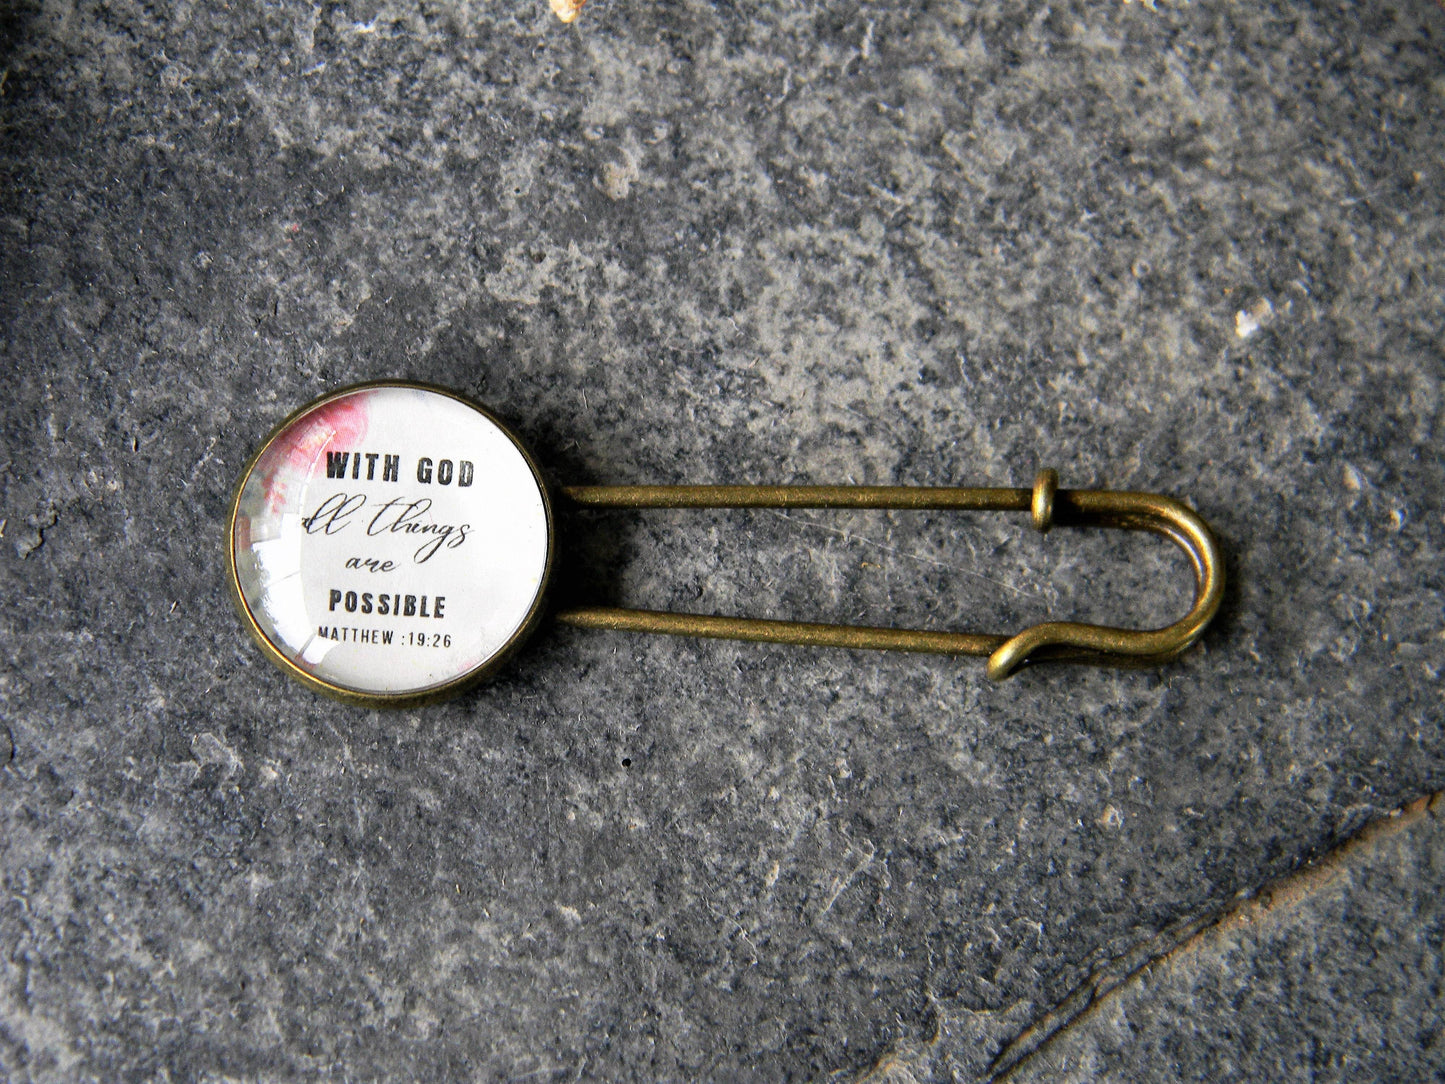 WITH GOD
all things
are
POSSIBLE
MATTHEW :19:26